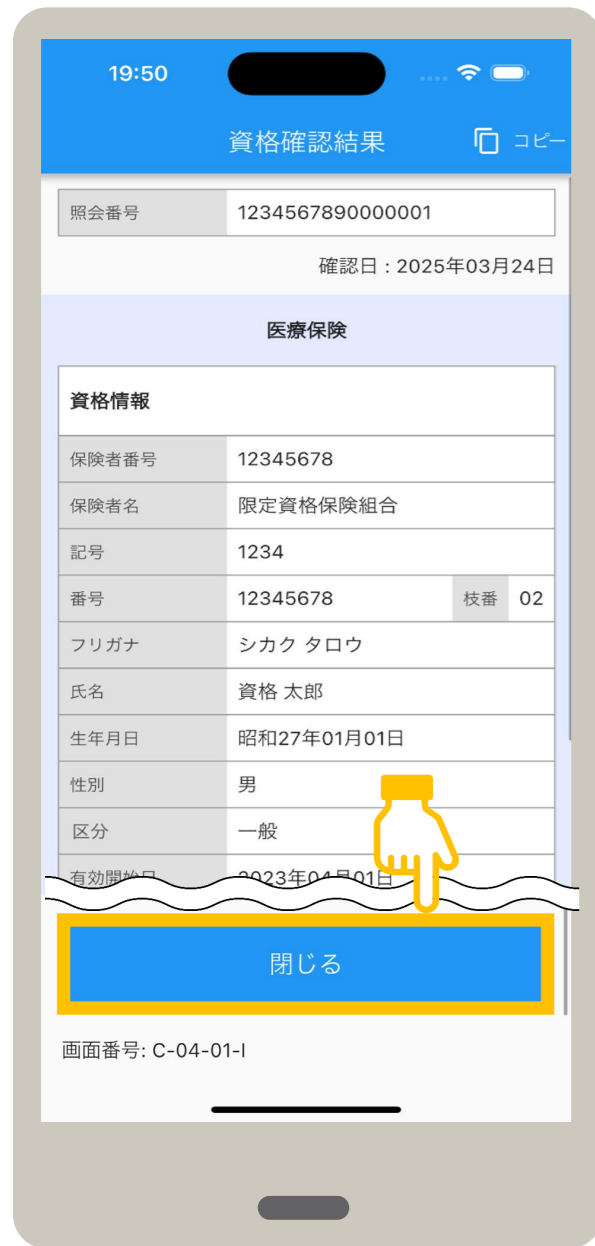 19:50
資格確認結果 コピー
照会番号 1234567890000001
確認日：2025年03月24日
医療保険
資格情報
保険者番号 12345678
保険者名 限定資格保険組合
記号 1234
番号 12345678 枝番 02
フリガナ シカク タロウ
氏名 資格 太郎
生年月日 昭和27年01月01日
性別 男
区分 一般
有効開始日 2023年04月01日
閉じる
画面番号: C-04-01-I